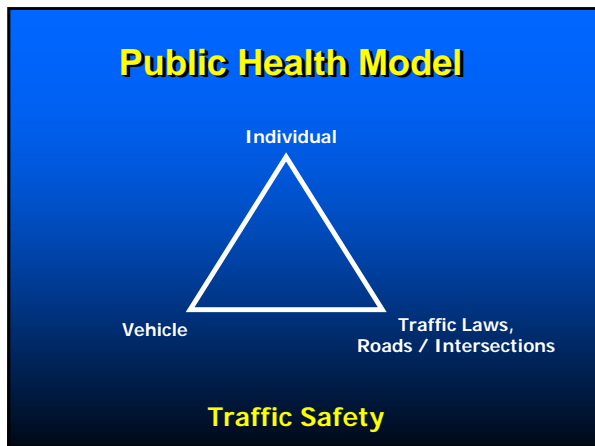 Public Health Model
Individual
Vehicle
Traffic Laws,
Roads / Intersections
Traffic Safety